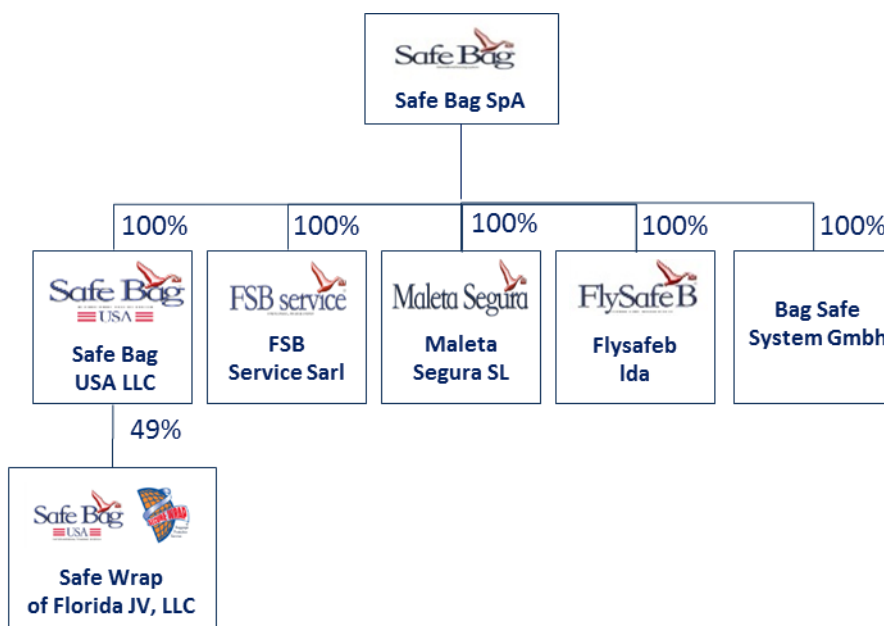 Safe Bag
Safe Bag SpA
100%
100%
100%
100%
100%
Safe Bag
USA
Safe Bag
USA LLC
FSB service
FSB
Service Sarl
Maleta Segura
Maleta
Segura SL
FlySafe B
Flysafeb
lda
Bag Safe
System Gmbh
49%
Safe Bag
USA
Safe Wrap
of Florida JV, LLC